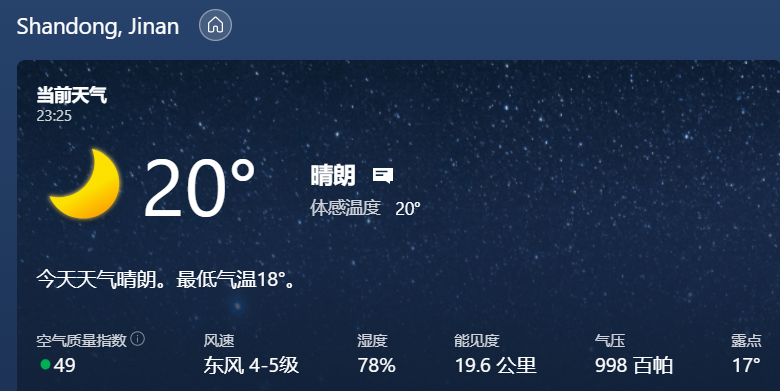 Shandong, Jinan
当前天气
23:25
20°
晴朗
体感温度 20°
今天天气晴朗。最低气温18°。
空气质量指数 风速 湿度 能见度 气压 露点
49 东风 4-5级 78% 19.6 公里 998 百帕 17°